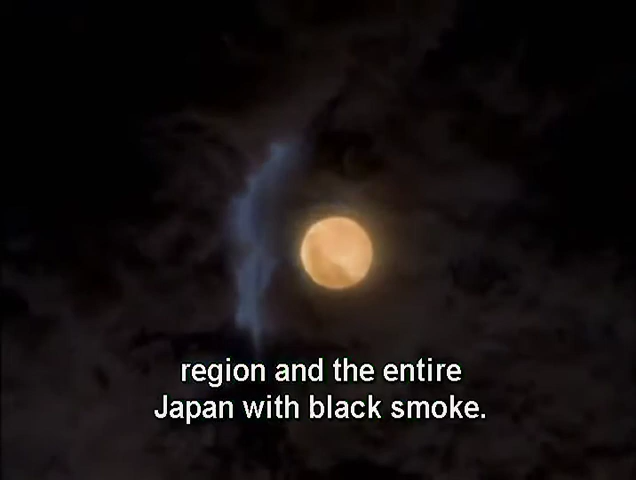 region and the entire
Japan with black smoke.